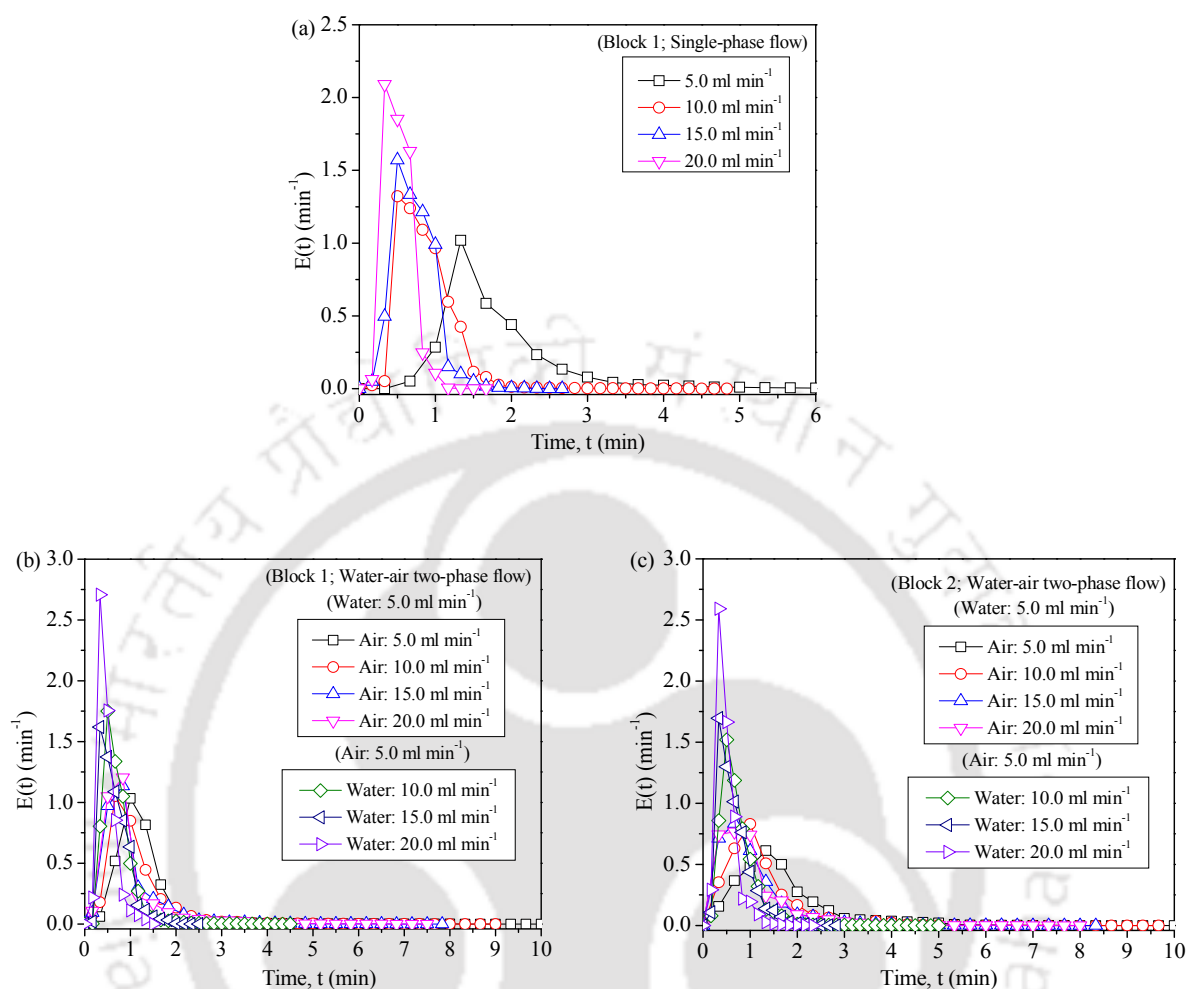 (a)
2.5
2.0
1.5
1.0
0.5
0.0
E(t) (min⁻¹)
(Block 1; Single-phase flow)
5.0 ml min⁻¹
10.0 ml min⁻¹
15.0 ml min⁻¹
20.0 ml min⁻¹
0 1 2 3 4 5 6
Time, t (min)
(b)
3.0
2.5
2.0
1.5
1.0
0.5
0.0
E(t) (min⁻¹)
(Block 1; Water-air two-phase flow)
(Water: 5.0 ml min⁻¹)
Air: 5.0 ml min⁻¹
Air: 10.0 ml min⁻¹
Air: 15.0 ml min⁻¹
Air: 20.0 ml min⁻¹
(Air: 5.0 ml min⁻¹)
Water: 10.0 ml min⁻¹
Water: 15.0 ml min⁻¹
Water: 20.0 ml min⁻¹
0 1 2 3 4 5 6 7 8 9 10
Time, t (min)
(c)
3.0
2.5
2.0
1.5
1.0
0.5
0.0
E(t) (min⁻¹)
(Block 2; Water-air two-phase flow)
(Water: 5.0 ml min⁻¹)
Air: 5.0 ml min⁻¹
Air: 10.0 ml min⁻¹
Air: 15.0 ml min⁻¹
Air: 20.0 ml min⁻¹
(Air: 5.0 ml min⁻¹)
Water: 10.0 ml min⁻¹
Water: 15.0 ml min⁻¹
Water: 20.0 ml min⁻¹
0 1 2 3 4 5 6 7 8 9 10
Time, t (min)